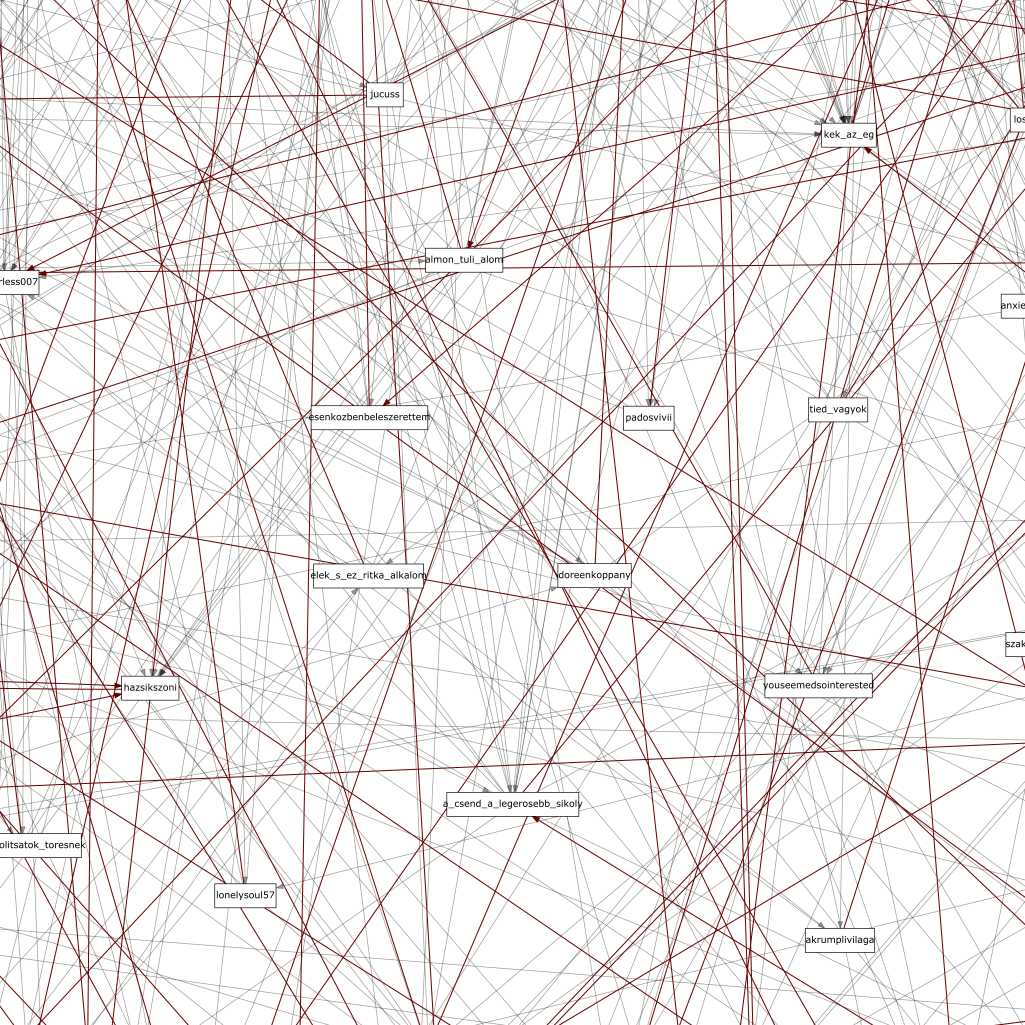 jucuss
los
kek_az_eg
almon_tuli_alom
rless007
anxie
esenkozbenbeleszerettem
padosvivii
tied_vagyok
elek_s_ez_ritka_alkalom
doreenkoppany
szak
hazsikszoni
youseemedsointerested
a_csend_a_legerosebb_sikoly
olitsatok_toresnek
lonelysoul57
akrumplivilaga